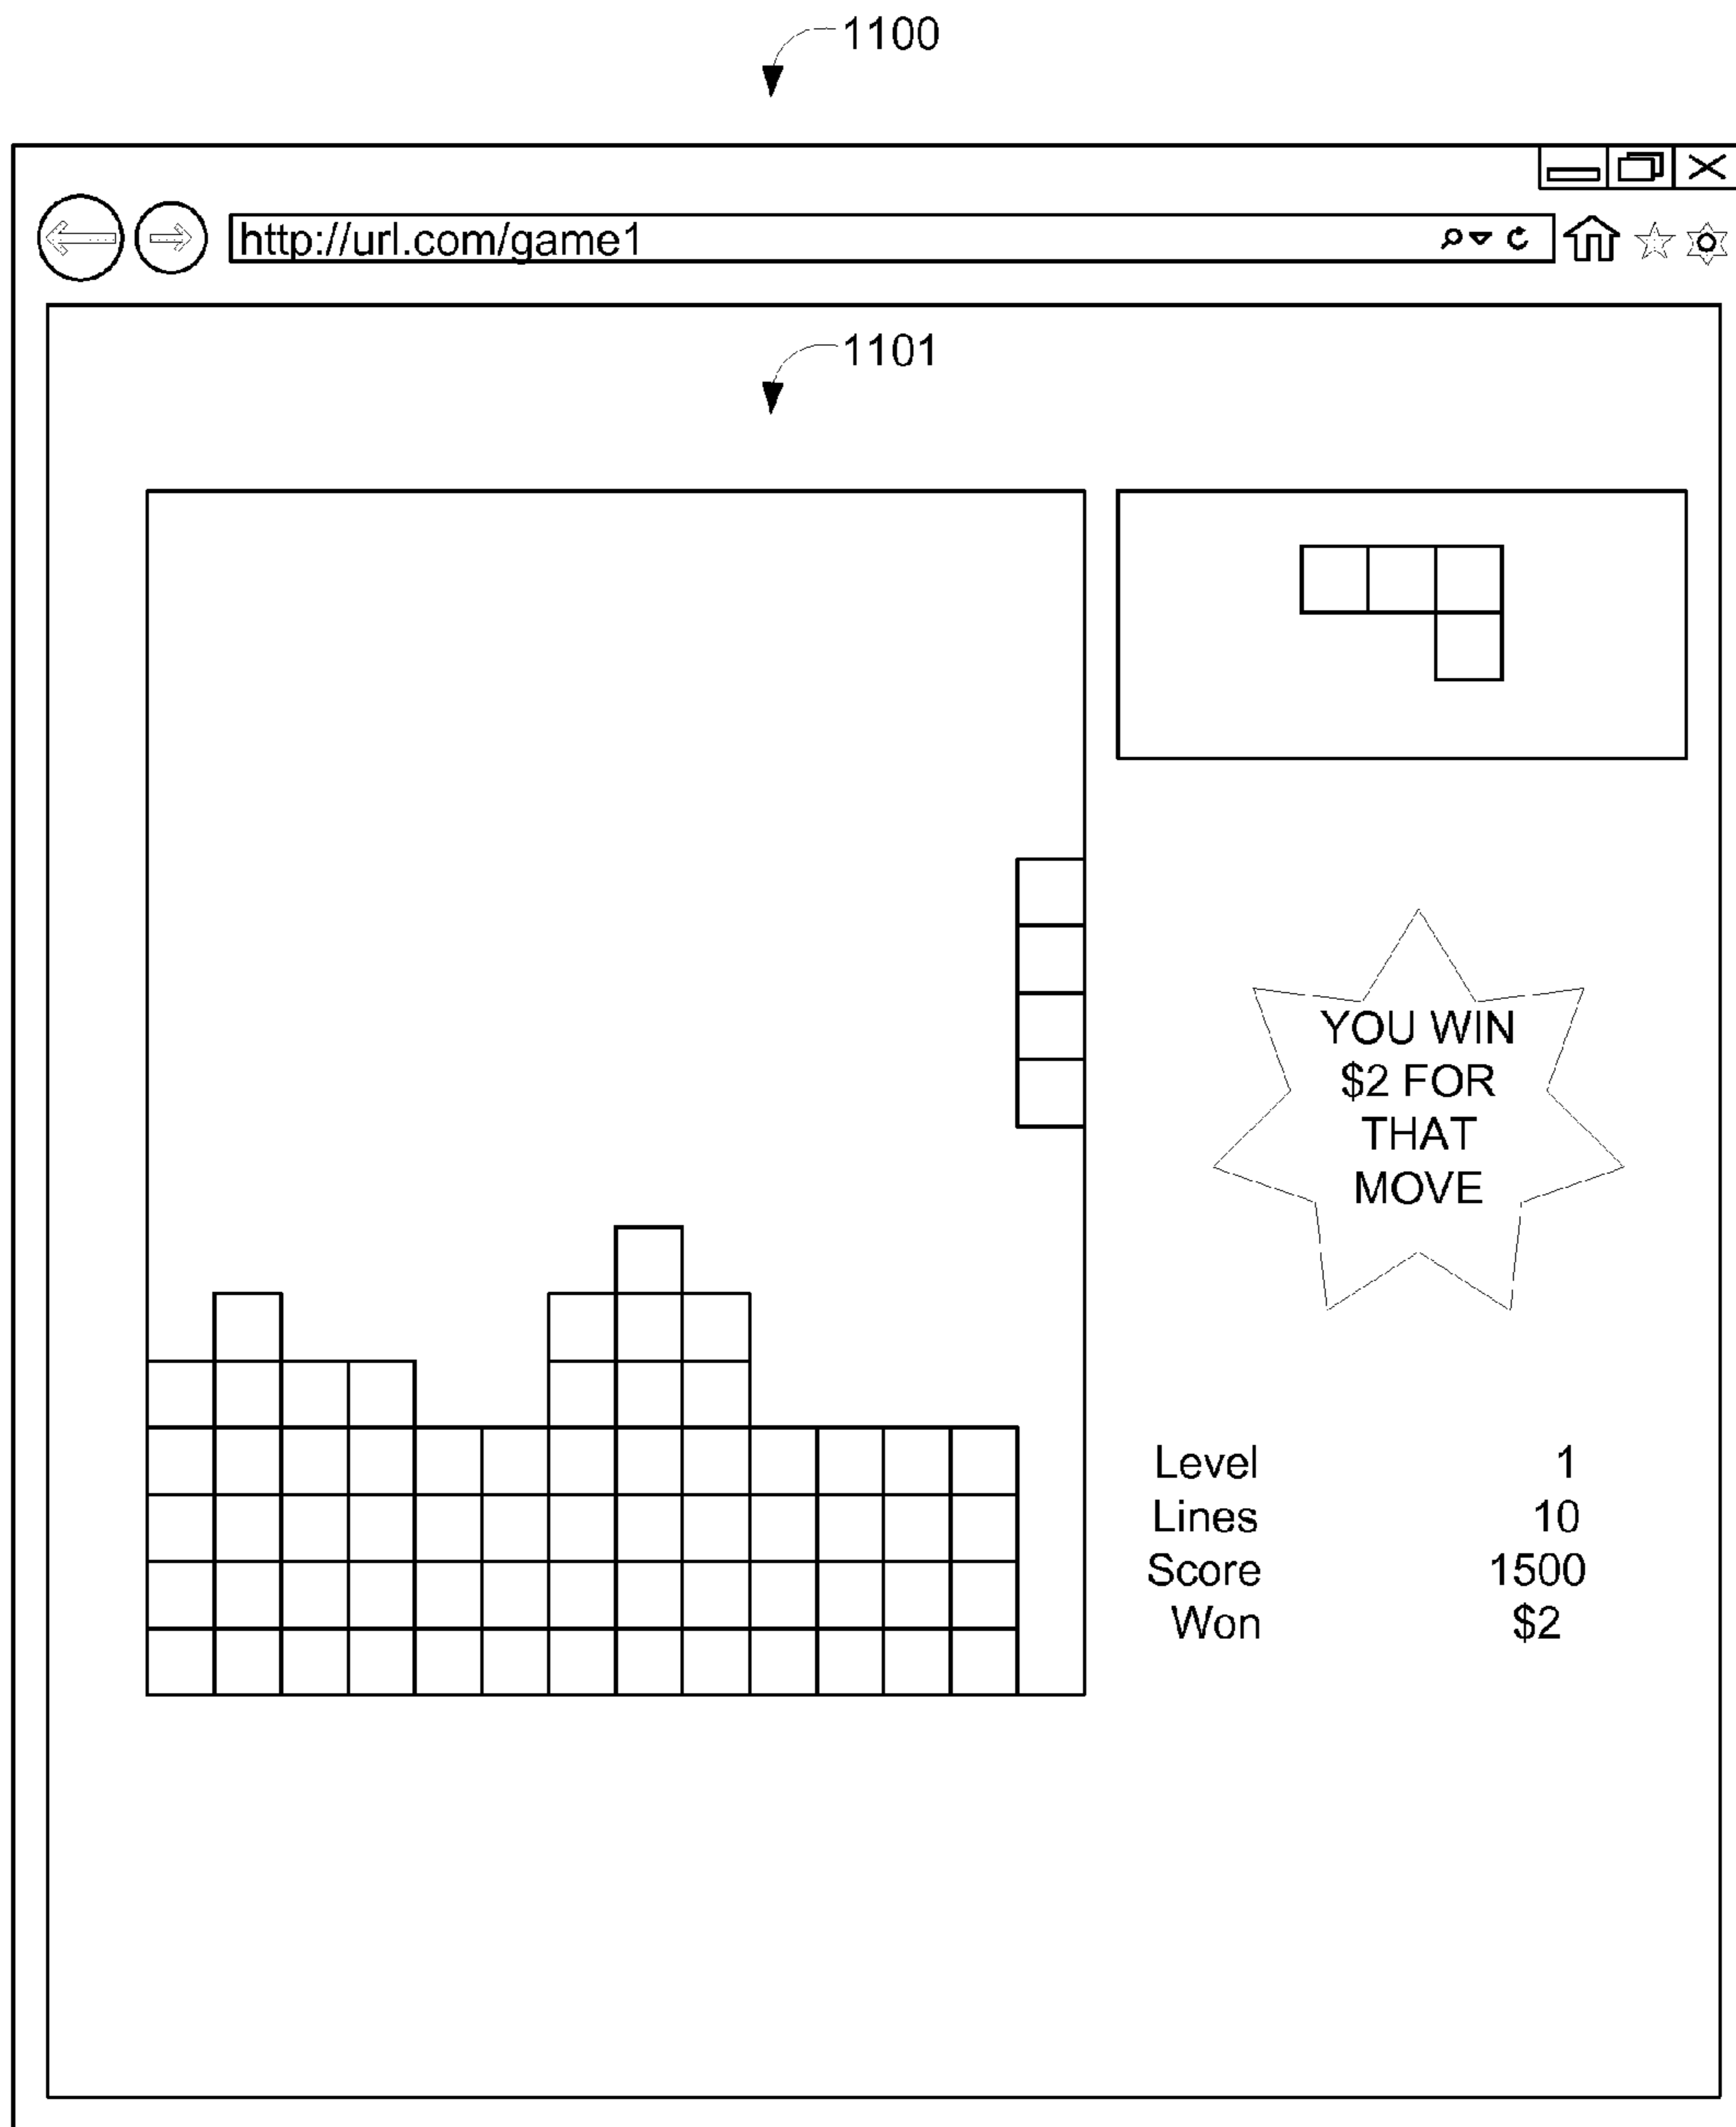 1100
http://url.com/game1
1101
YOU WIN
$2 FOR
THAT
MOVE
Level 1
Lines 10
Score 1500
Won $2